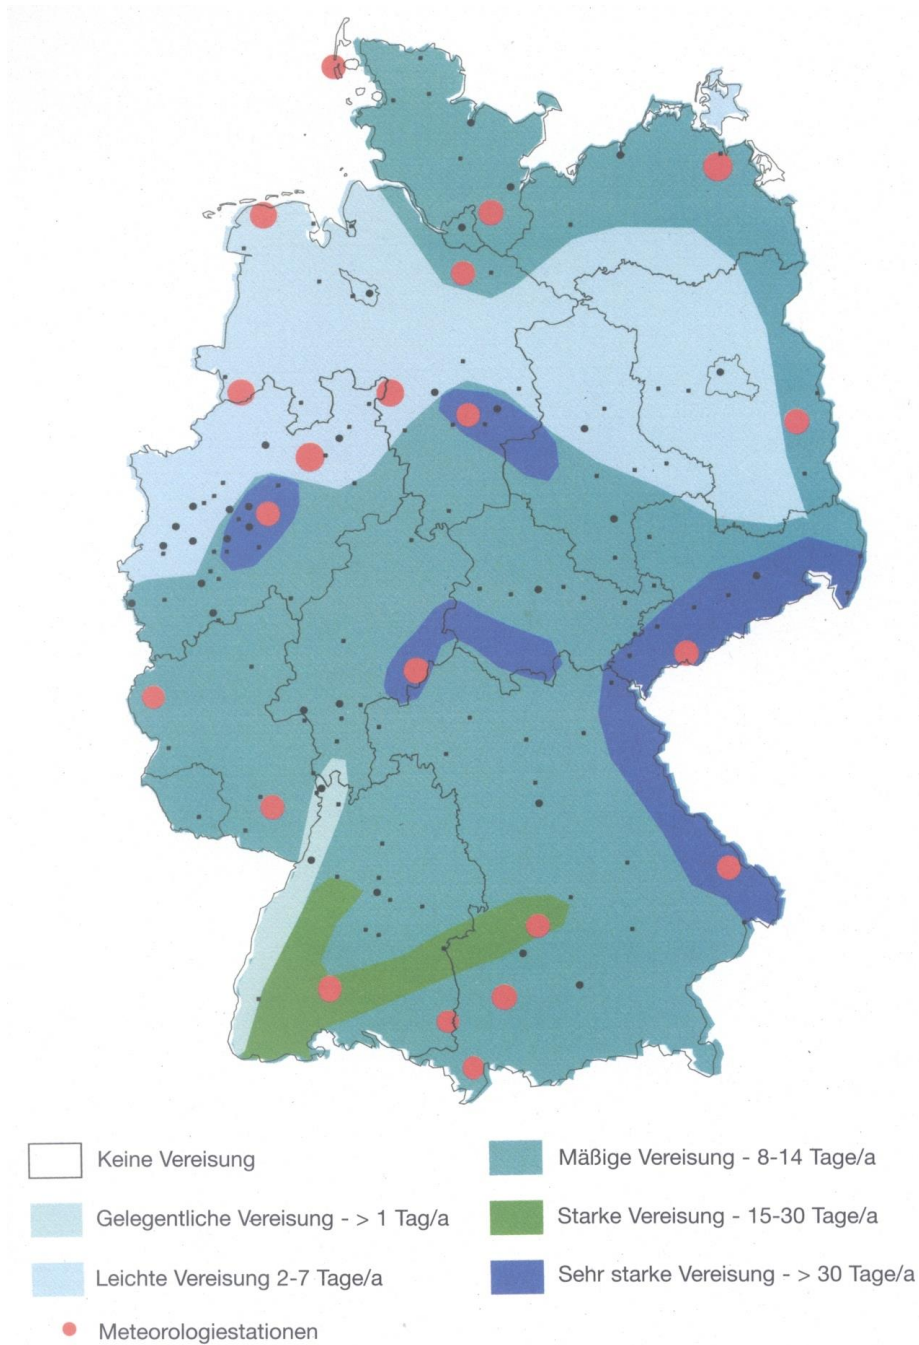 Keine Vereisung
Gelegentliche Vereisung - > 1 Tag/a
Leichte Vereisung 2-7 Tage/a
Meteorologiestationen
Mäßige Vereisung - 8-14 Tage/a
Starke Vereisung - 15-30 Tage/a
Sehr starke Vereisung - > 30 Tage/a